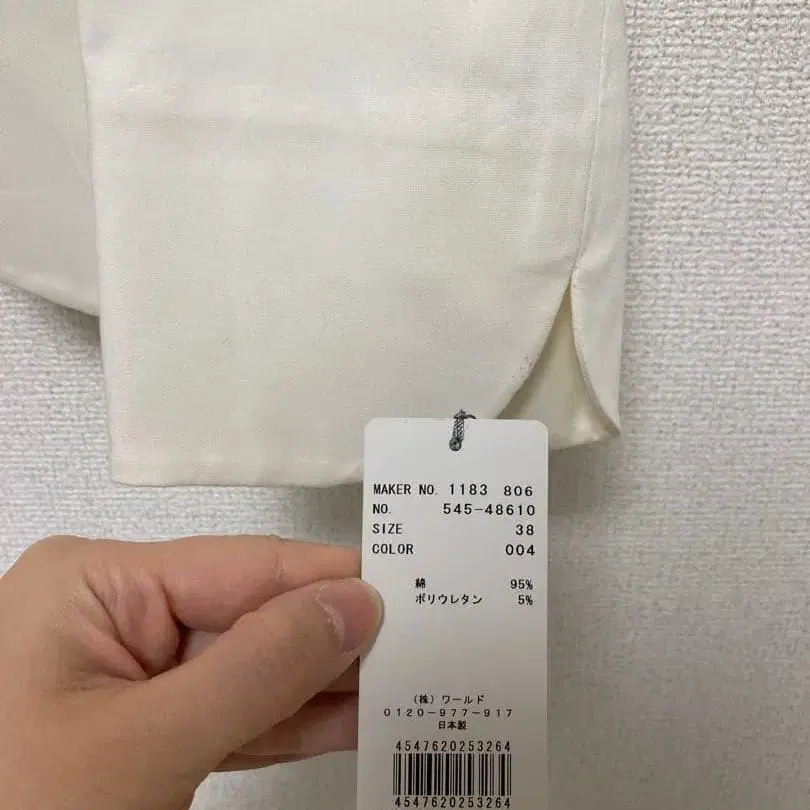 MAKER NO. 1183 806
NO. 545-48610
SIZE 38
COLOR 004
綿 95%
ポリウレタン 5%
(株)ワールド
0120-977-917
日本製
4547620253264
4547620253264